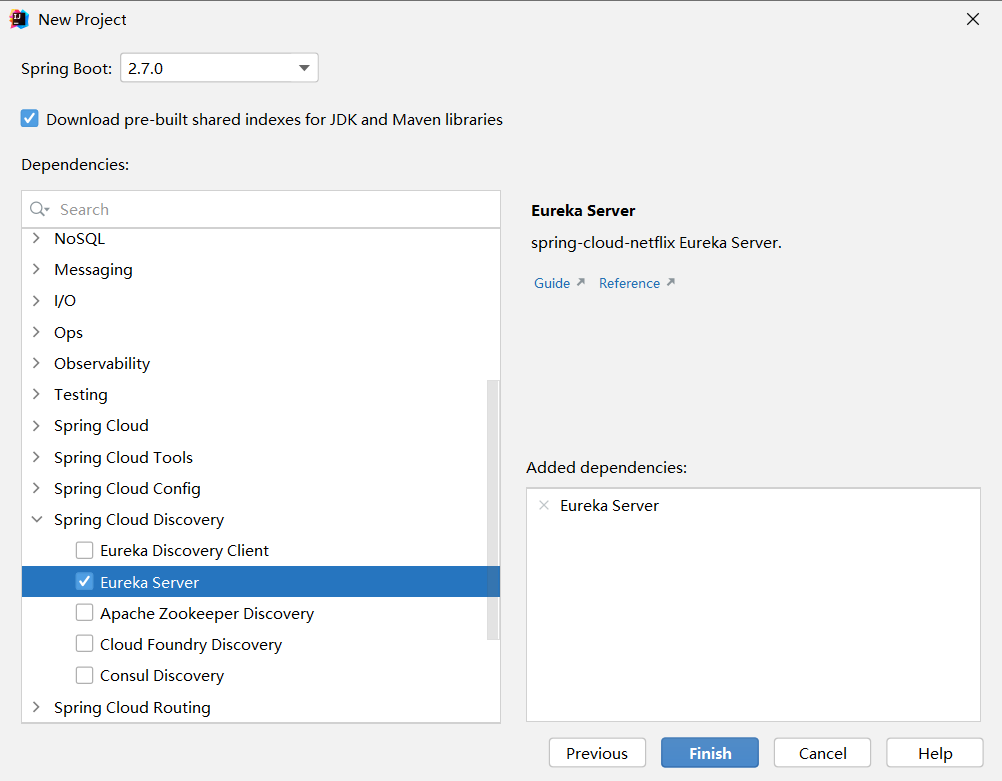 New Project
Spring Boot: 2.7.0
Download pre-built shared indexes for JDK and Maven libraries
Dependencies:
Search
NoSQL
Messaging
I/O
Ops
Observability
Testing
Spring Cloud
Spring Cloud Tools
Spring Cloud Config
Spring Cloud Discovery
Eureka Discovery Client
Eureka Server
Apache Zookeeper Discovery
Cloud Foundry Discovery
Consul Discovery
Spring Cloud Routing
Eureka Server
spring-cloud-netflix Eureka Server.
Guide Reference
Added dependencies:
Eureka Server
Previous Finish Cancel Help